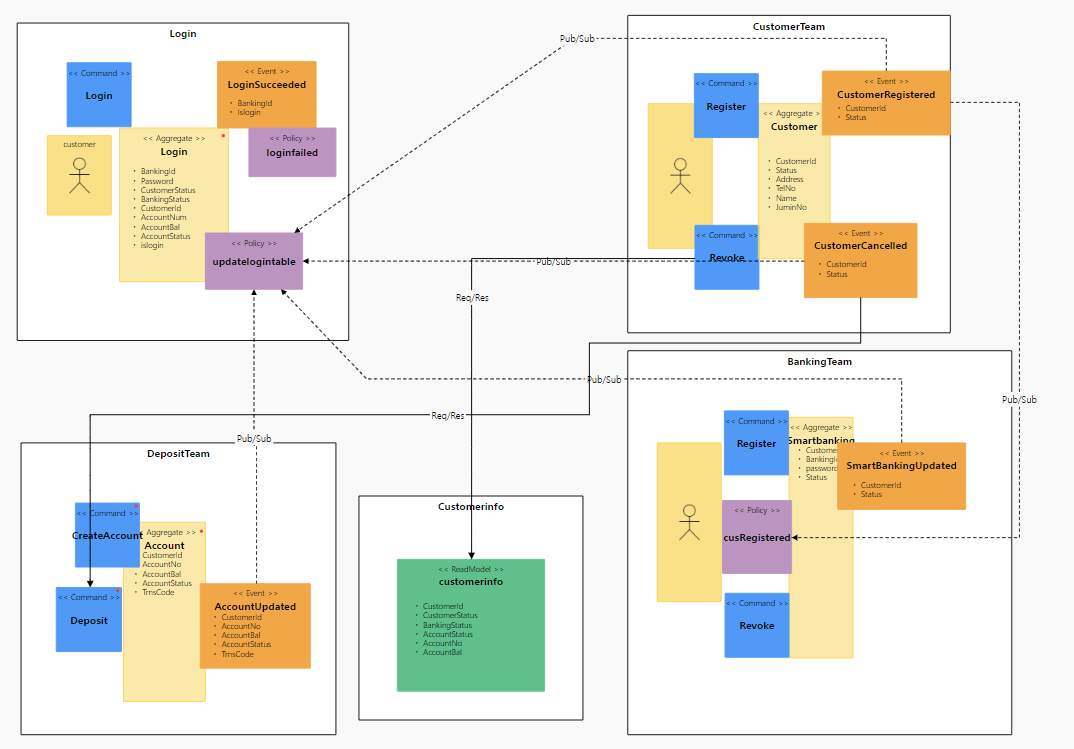 Login
<< Command >>
Login
<< Event >>
LoginSucceeded
• BankingId
• Islogin
customer
<< Aggregate >>
Login
• BankingId
• Password
• CustomerStatus
• BankingStatus
• CustomerId
• AccountNum
• AccountBal
• AccountStatus
• islogin
<< Policy >>
loginfailed
<< Policy >>
updatelogintable
Pub/Sub
CustomerTeam
<< Command >>
Register
<< Aggregate >
Customer
• CustomerId
• Status
• Address
• TelNo
• Name
• JuminNo
<< Event >>
CustomerRegistered
• CustomerId
• Status
<< Command >>
Revoke
<< Event >>
CustomerCancelled
• CustomerId
• Status
Pub/Sub
Req/Res
Pub/Sub
Req/Res
Pub/Sub
Pub/Sub
BankingTeam
<< Command >>
Register
<< Aggregate >>
Smartbanking
• Custome
• BankingI
• password
• Status
<< Event >>
SmartBankingUpdated
• CustomerId
• Status
<< Policy >>
cusRegistered
<< Command >>
Revoke
DepositTeam
<< Command >>
CreateAccount
Aggregate >>
Account
CustomerId
AccountNo
• AccountBal
• AccountStatus
• TrnsCode
<< Command >>
Deposit
<< Event >>
AccountUpdated
• CustomerId
• AccountNo
• AccountBal
• AccountStatus
• TrnsCode
Customerinfo
<< ReadModel >>
customerinfo
• CustomerId
• CustomerStatus
• BankingStatus
• AccountStatus
• AccountNo
• AccountBal